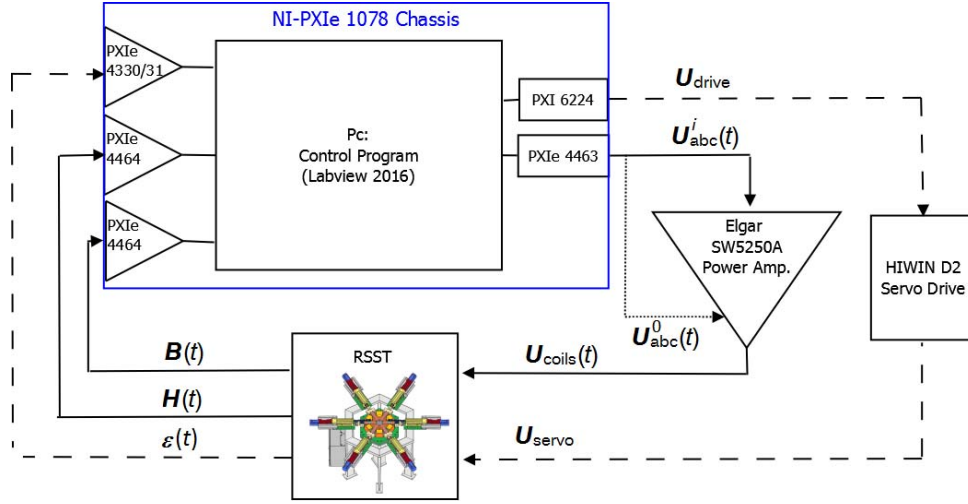 NI-PXIe 1078 Chassis
PXIe
4330/31
PXIe
4464
PXIe
4464
Pc:
Control Program
(Labview 2016)
PXI 6224
PXIe 4463
U_drive
U^i_abc(t)
Elgar
SW5250A
Power Amp.
HIWIN D2
Servo Drive
U^0_abc(t)
B(t)
H(t)
ε(t)
RSST
U_coils(t)
U_servo